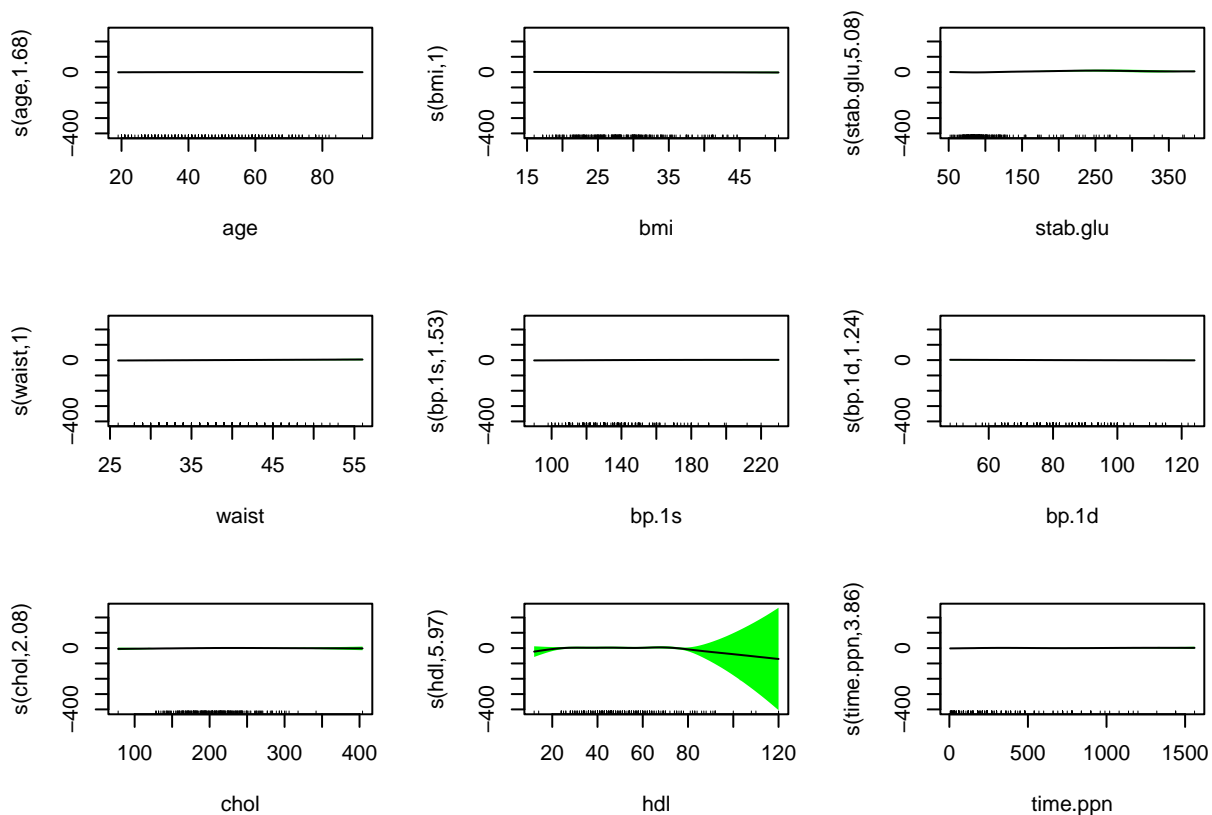 s(age,1.68)
0
−400
20 40 60 80
age
s(bmi,1)
0
−400
15 25 35 45
bmi
s(stab.glu,5.08)
0
−400
50 150 250 350
stab.glu
s(waist,1)
0
−400
25 35 45 55
waist
s(bp.1s,1.53)
0
−400
100 140 180 220
bp.1s
s(bp.1d,1.24)
0
−400
60 80 100 120
bp.1d
s(chol,2.08)
0
−400
100 200 300 400
chol
s(hdl,5.97)
0
−400
20 40 60 80 120
hdl
s(time.ppn,3.86)
0
−400
0 500 1000 1500
time.ppn